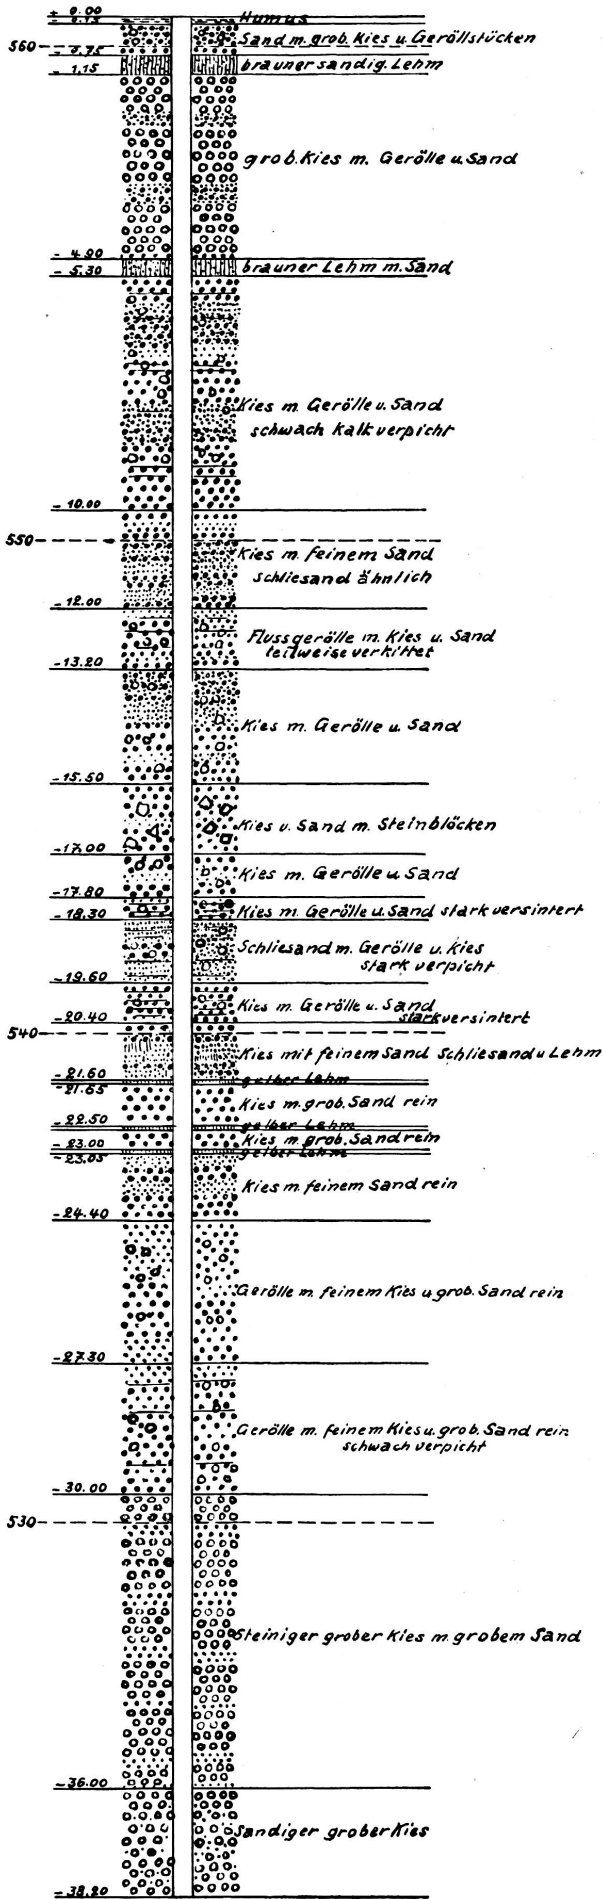 + 0.00
0.15 Humus
560 Sand m. grob. Kies u. Geröllstücken
- 0.75
- 1.15 brauner sandig. Lehm
grob. Kies m. Gerölle u. Sand
- 4.90
- 5.30 brauner Lehm m. Sand
Kies m. Gerölle u. Sand
schwach kalk verpicht
- 10.00
550
Kies m. feinem Sand
schliesand ähnlich
- 12.00
Flussgerölle m. Kies u. Sand
teilweise verkittet
- 13.20
Kies m. Gerölle u. Sand
- 15.50
Kies u. Sand m. Steinblöcken
- 17.00
Kies m. Gerölle u. Sand
- 17.80
Kies m. Gerölle u. Sand stark versintert
- 18.30
Schliesand m. Gerölle u. Kies
stark verpicht
- 19.60
Kies m. Gerölle u. Sand
stark versintert
- 20.40
540
Kies mit feinem Sand Schliesand u Lehm
- 21.60
gelber Lehm
- 21.65
Kies m. grob. Sand rein
- 22.50
gelber Lehm
Kies m. grob. Sand rein
- 23.00
gelber Lehm
- 23.05
Kies m. feinem Sand rein
- 24.40
Gerölle m. feinem Kies u grob. Sand rein
- 27.30
Gerölle m. feinem Kies u. grob. Sand rein
schwach verpicht
- 30.00
530
Steiniger grober Kies m. grobem Sand
- 36.00
Sandiger grober Kies
- 38.20